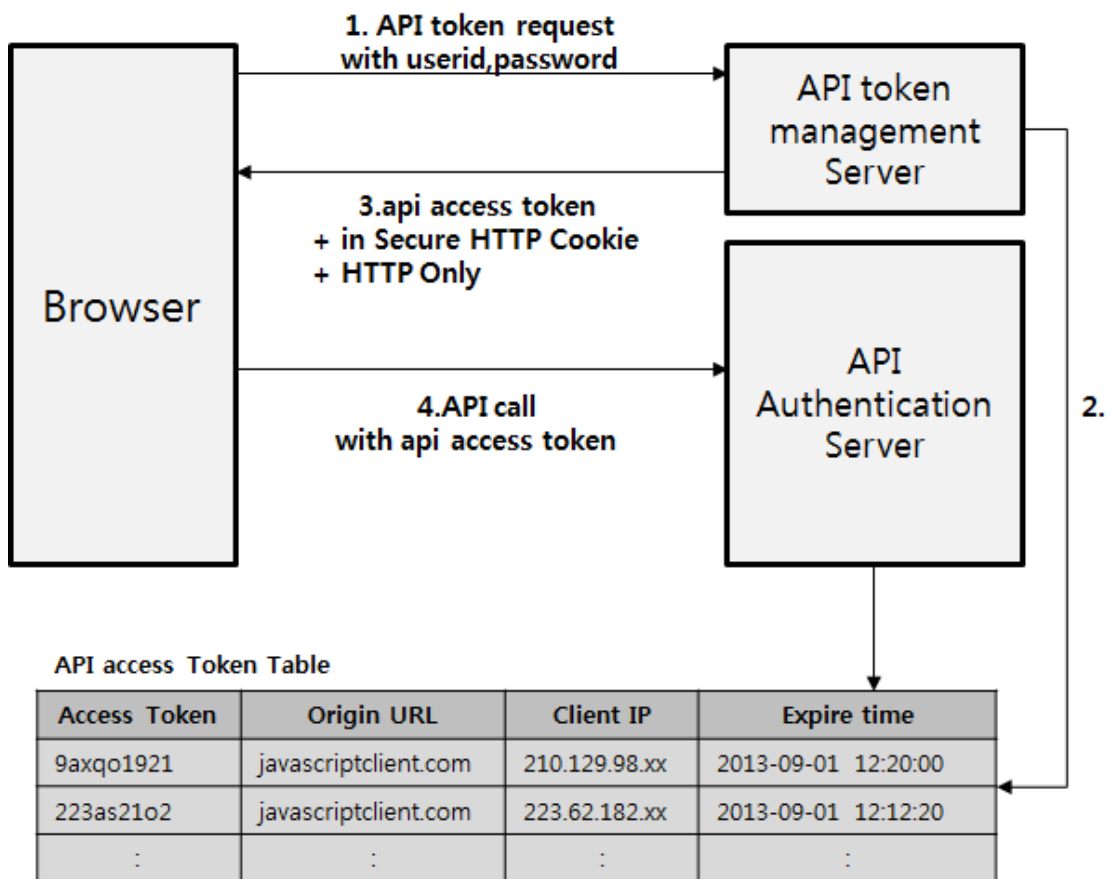 1. API token request
with userid,password
API token
management
Server
3.api access token
+ in Secure HTTP Cookie
+ HTTP Only
Browser
API
Authentication
Server
4.API call
with api access token
2.
API access Token Table
Access Token Origin URL Client IP Expire time
9axqo1921 javascriptclient.com 210.129.98.xx 2013-09-01 12:20:00
223as21o2 javascriptclient.com 223.62.182.xx 2013-09-01 12:12:20
: : : :